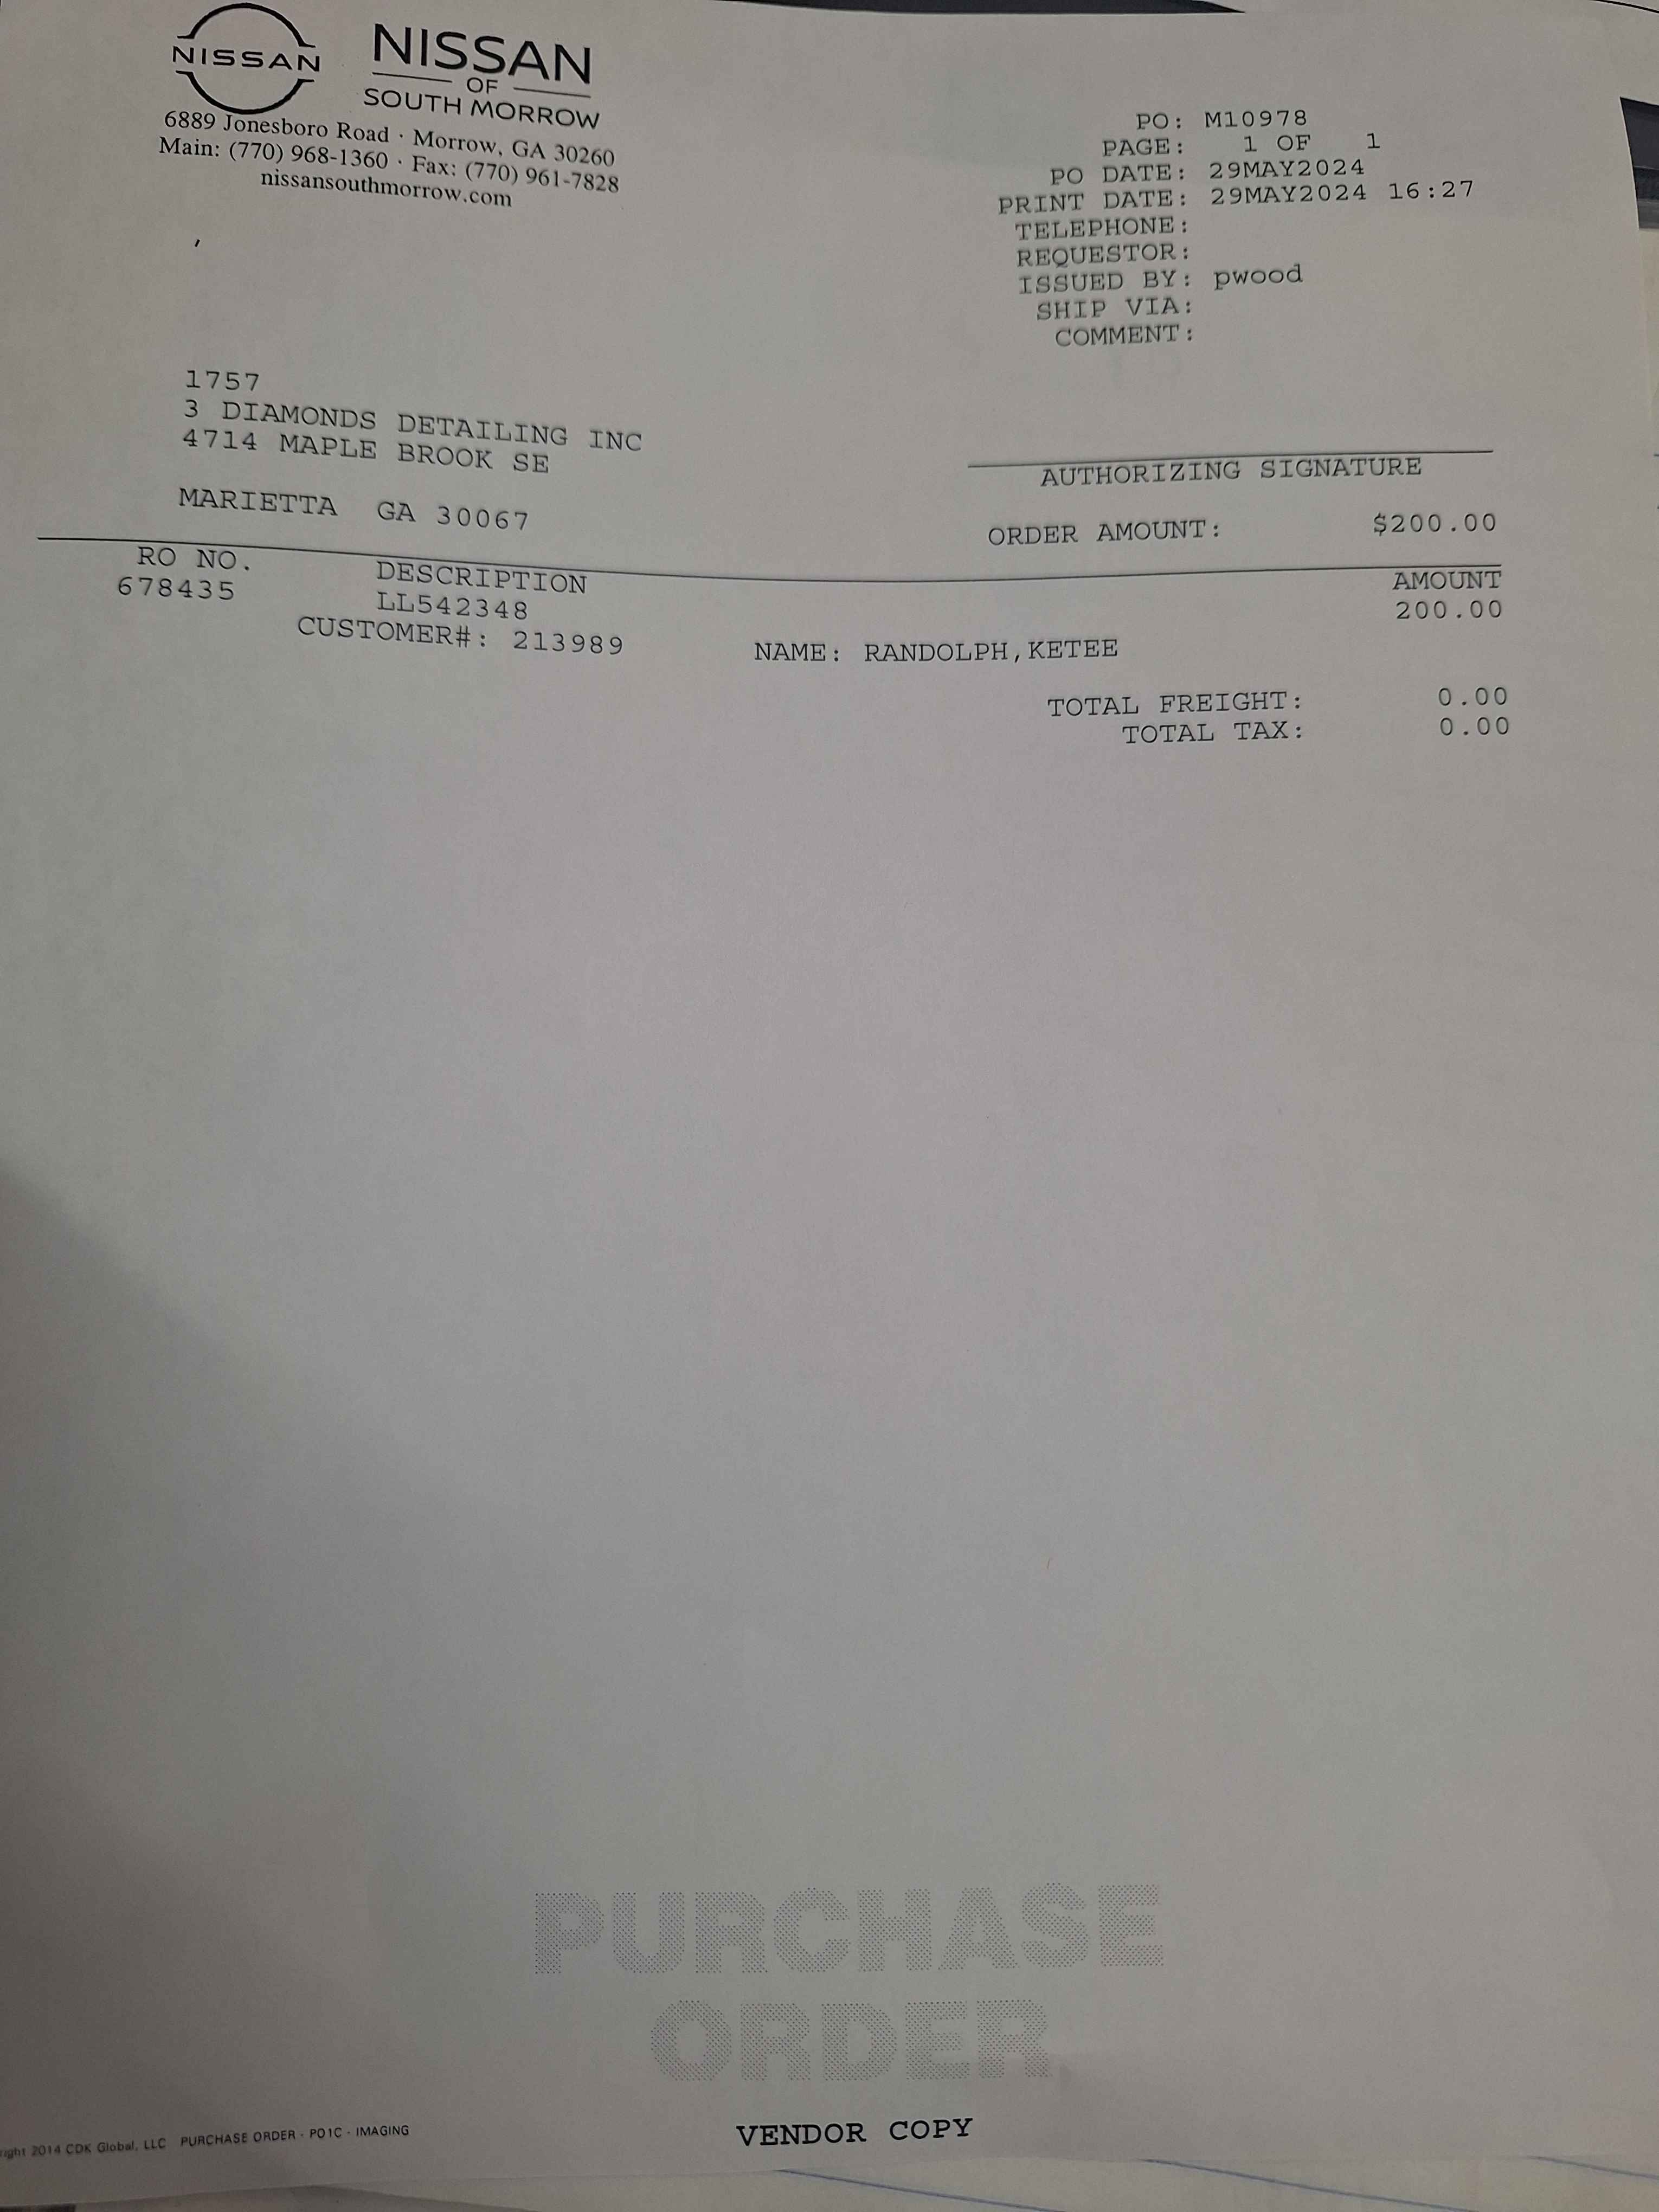 NISSAN
NISSAN
OF
SOUTH MORROW
6889 Jonesboro Road · Morrow, GA 30260
Main: (770) 968-1360 · Fax: (770) 961-7828
nissansouthmorrow.com
PO: M10978
PAGE: 1 OF 1
PO DATE: 29MAY2024
PRINT DATE: 29MAY2024 16:27
TELEPHONE:
REQUESTOR:
ISSUED BY: pwood
SHIP VIA:
COMMENT:
1757
3 DIAMONDS DETAILING INC
4714 MAPLE BROOK SE
MARIETTA GA 30067
AUTHORIZING SIGNATURE
ORDER AMOUNT: $200.00
RO NO. DESCRIPTION AMOUNT
678435 LL542348 200.00
CUSTOMER#: 213989 NAME: RANDOLPH,KETEE
TOTAL FREIGHT: 0.00
TOTAL TAX: 0.00
PURCHASE
ORDER
VENDOR COPY
2014 CDK Global, LLC PURCHASE ORDER · PO1C · IMAGING